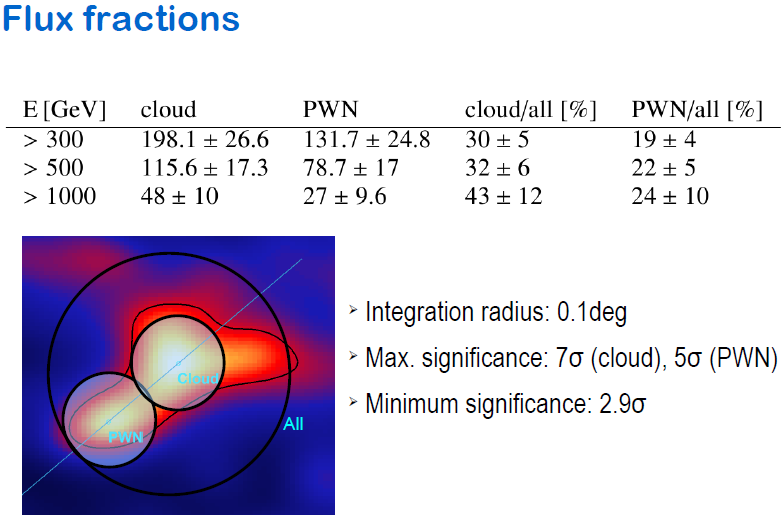 Flux fractions
E [GeV] cloud PWN cloud/all [%] PWN/all [%]
> 300 198.1 ± 26.6 131.7 ± 24.8 30 ± 5 19 ± 4
> 500 115.6 ± 17.3 78.7 ± 17 32 ± 6 22 ± 5
> 1000 48 ± 10 27 ± 9.6 43 ± 12 24 ± 10
Cloud
PWN
All
➢ Integration radius: 0.1deg
➢ Max. significance: 7σ (cloud), 5σ (PWN)
➢ Minimum significance: 2.9σ